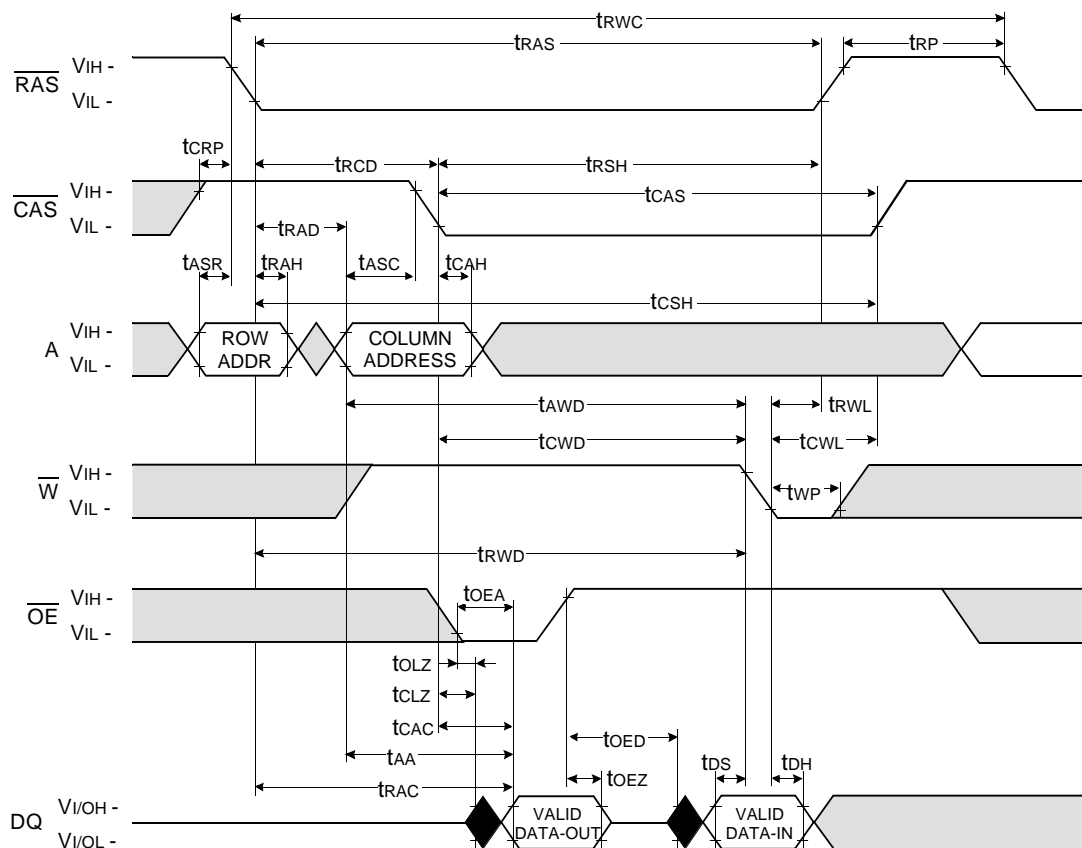 tRWC
tRAS
tRP
RAS
VIH -
VIL -
tCRP
tRCD
tRSH
CAS
VIH -
VIL -
tCAS
tRAD
tASR
tRAH
tASC
tCAH
tCSH
A
VIH -
VIL -
ROW
ADDR
COLUMN
ADDRESS
tAWD
tRWL
tCWD
tCWL
W
VIH -
VIL -
tWP
tRWD
OE
VIH -
VIL -
tOEA
tOLZ
tCLZ
tCAC
tOED
tAA
tDS
tDH
tOEZ
tRAC
DQ
VI/OH -
VI/OL -
VALID
DATA-OUT
VALID
DATA-IN